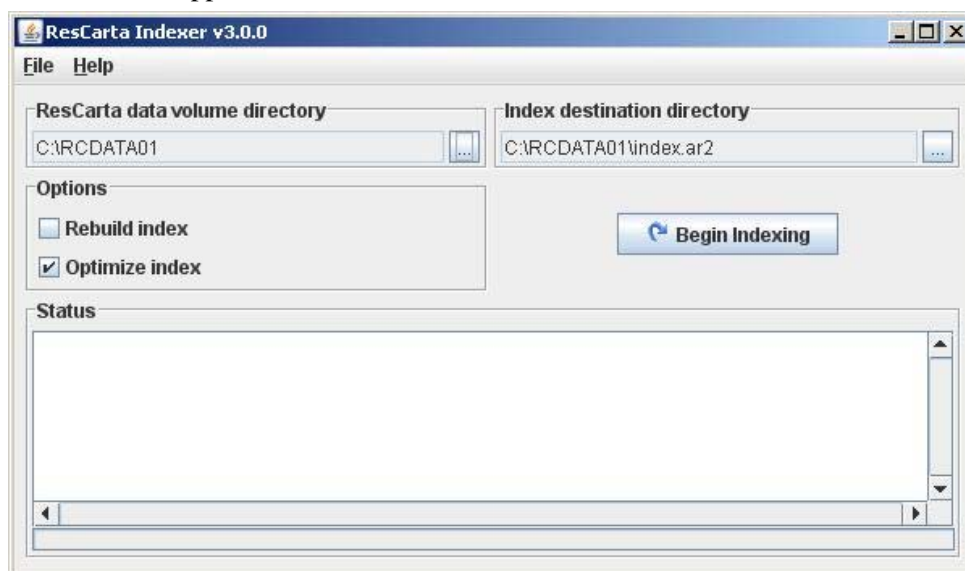 ResCarta Indexer v3.0.0
File Help
ResCarta data volume directory
C:\RCDATA01
...
Index destination directory
C:\RCDATA01\index.ar2
...
Options
Rebuild index
Optimize index
Begin Indexing
Status